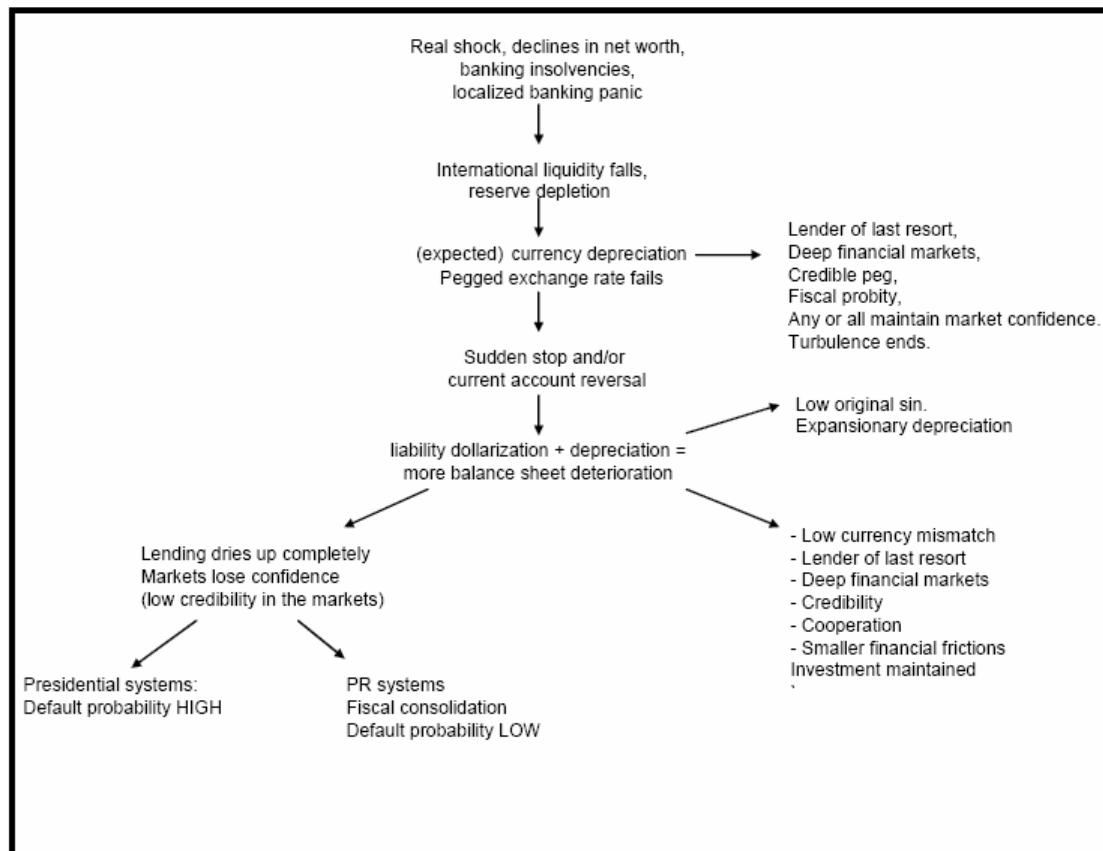 Real shock, declines in net worth,
banking insolvencies,
localized banking panic
International liquidity falls,
reserve depletion
(expected) currency depreciation
Pegged exchange rate fails
Lender of last resort,
Deep financial markets,
Credible peg,
Fiscal probity,
Any or all maintain market confidence.
Turbulence ends.
Sudden stop and/or
current account reversal
Low original sin.
Expansionary depreciation
liability dollarization + depreciation =
more balance sheet deterioration
Lending dries up completely
Markets lose confidence
(low credibility in the markets)
- Low currency mismatch
- Lender of last resort
- Deep financial markets
- Credibility
- Cooperation
- Smaller financial frictions
Investment maintained
`
Presidential systems:
Default probability HIGH
PR systems
Fiscal consolidation
Default probability LOW